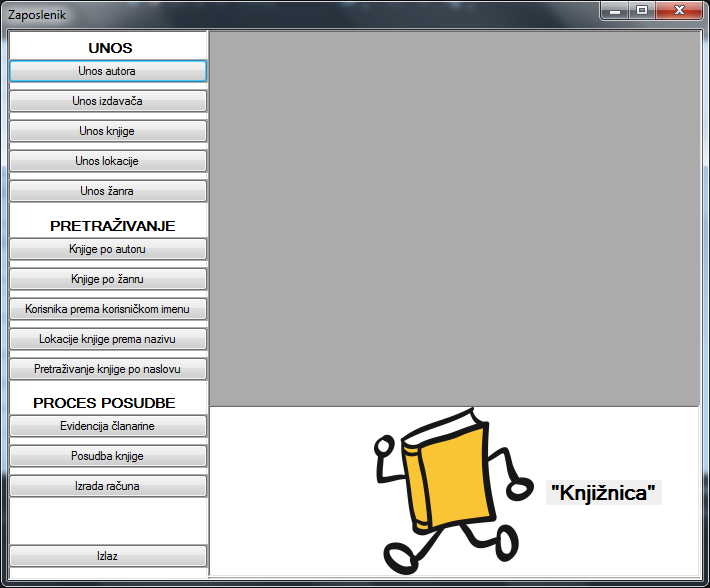 Zaposlenik
UNOS
Unos autora
Unos izdavača
Unos knjige
Unos lokacije
Unos žanra
PRETRAŽIVANJE
Knjige po autoru
Knjige po žanru
Korisnika prema korisničkom imenu
Lokacije knjige prema nazivu
Pretraživanje knjige po naslovu
PROCES POSUDBE
Evidencija članarine
Posudba knjige
Izrada računa
Izlaz
"Knjižnica"